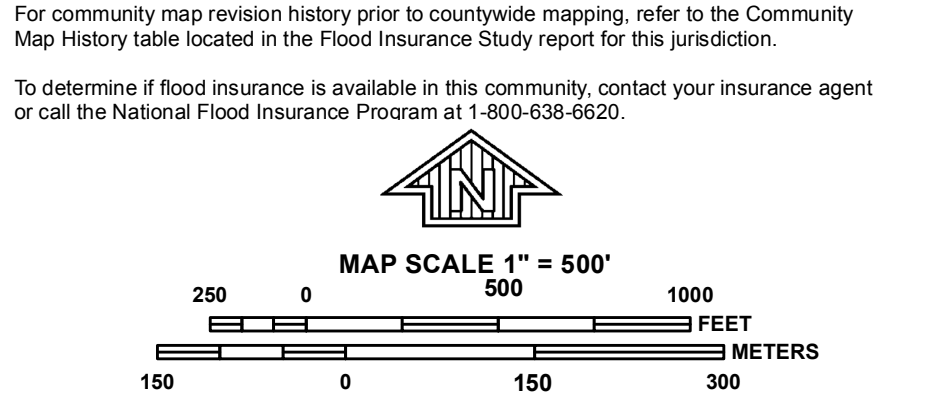 For community map revision history prior to countywide mapping, refer to the Community
Map History table located in the Flood Insurance Study report for this jurisdiction.
To determine if flood insurance is available in this community, contact your insurance agent
or call the National Flood Insurance Program at 1-800-638-6620.
N
MAP SCALE 1" = 500'
250 0 500 1000
FEET
METERS
150 0 150 300